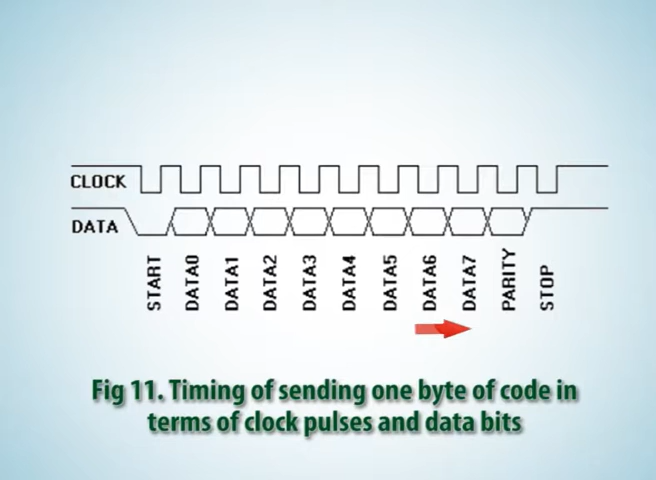 CLOCK
DATA
START
DATA0
DATA1
DATA2
DATA3
DATA4
DATA5
DATA6
DATA7
PARITY
STOP
Fig 11. Timing of sending one byte of code in
terms of clock pulses and data bits